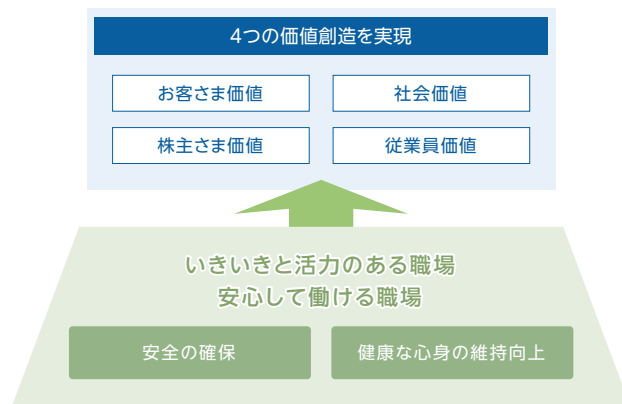 4つの価値創造を実現
お客さま価値
社会価値
株主さま価値
従業員価値
いきいきと活力のある職場
安心して働ける職場
安全の確保
健康な心身の維持向上